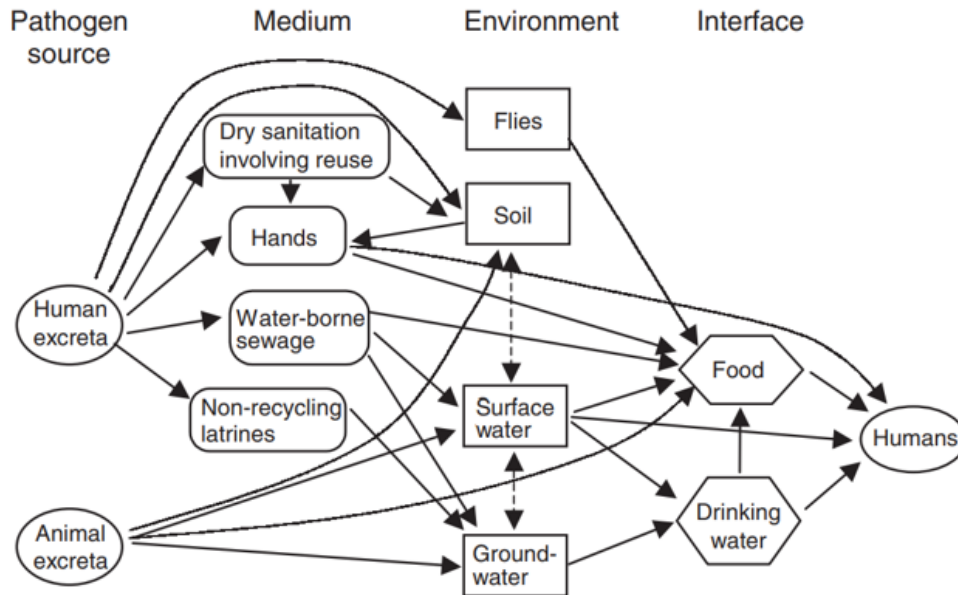 Pathogen
source
Medium
Environment
Interface
Flies
Dry sanitation
involving reuse
Soil
Hands
Human
excreta
Water-borne
sewage
Food
Non-recycling
latrines
Surface
water
Humans
Animal
excreta
Drinking
water
Ground-
water